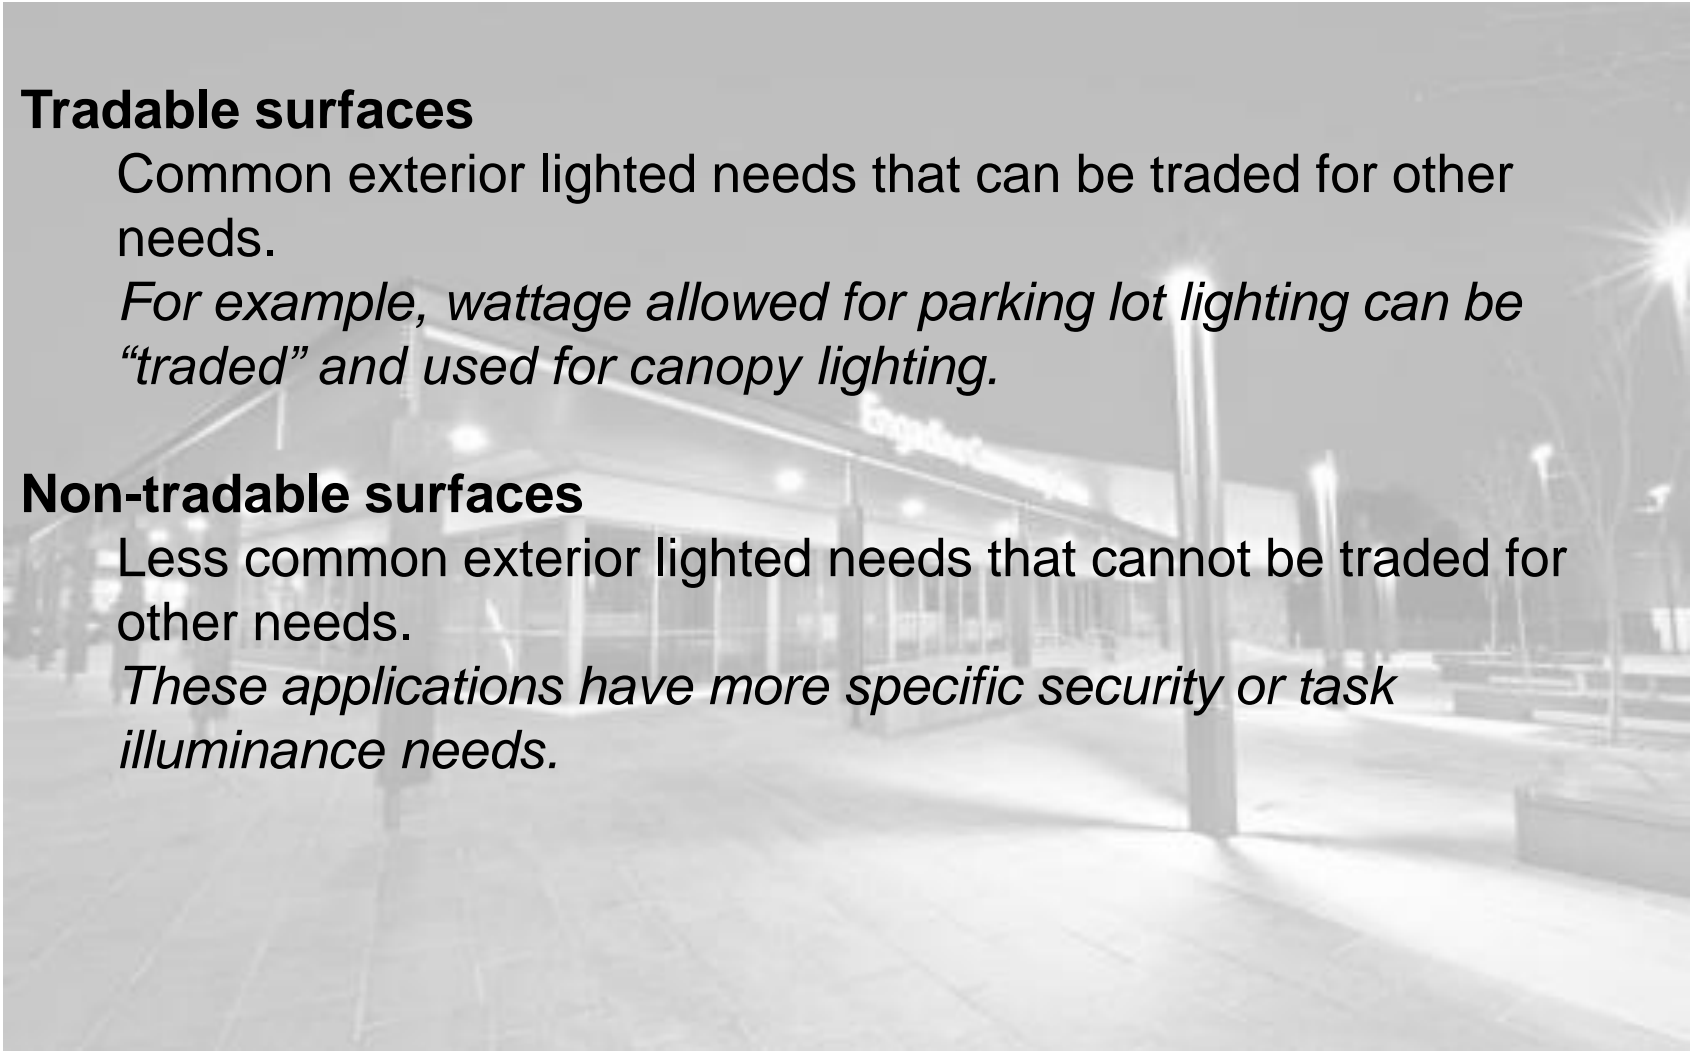 Tradable surfaces
Common exterior lighted needs that can be traded for other
needs.
For example, wattage allowed for parking lot lighting can be
“traded” and used for canopy lighting.
Non-tradable surfaces
Less common exterior lighted needs that cannot be traded for
other needs.
These applications have more specific security or task
illuminance needs.